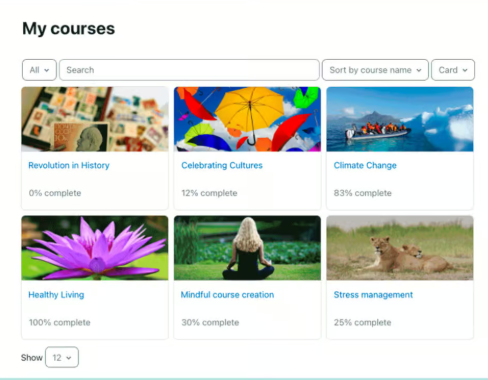 My courses
All Search Sort by course name Card
Revolution in History Celebrating Cultures Climate Change
0% complete 12% complete 83% complete
Healthy Living Mindful course creation Stress management
100% complete 30% complete 25% complete
Show 12